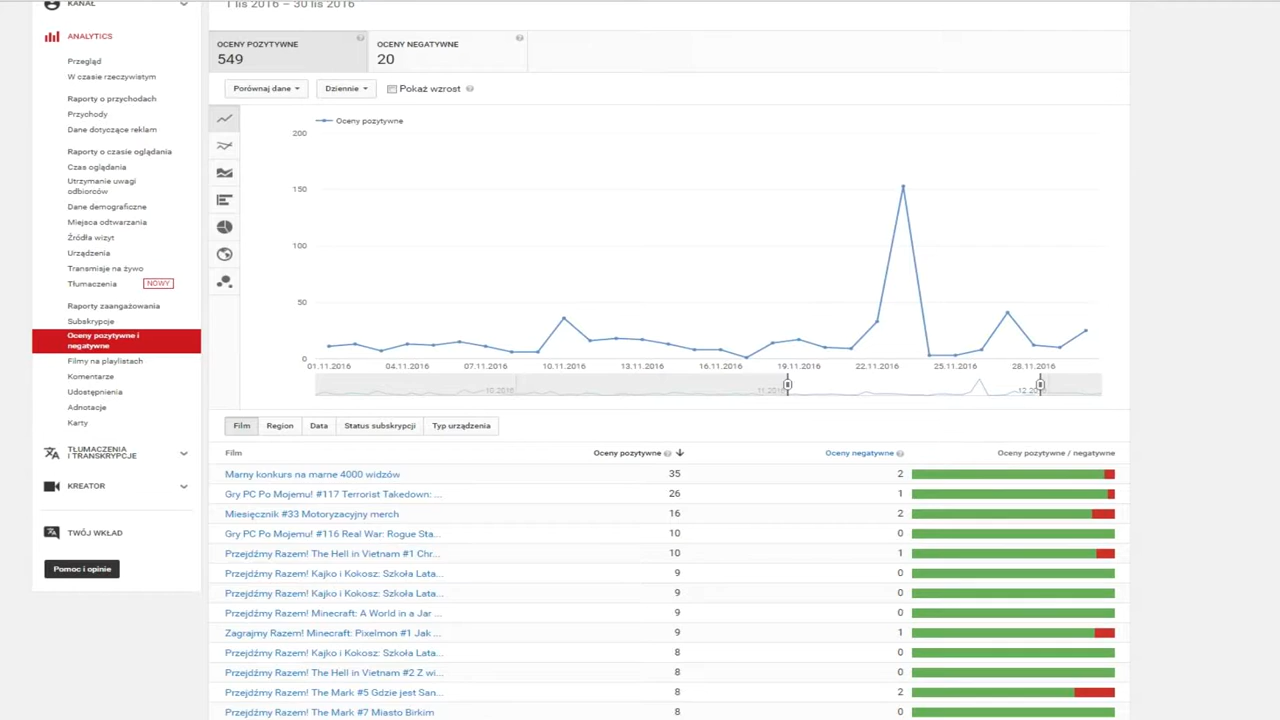 KANAŁ
1 lis 2016 – 30 lis 2016
ANALYTICS
Przegląd
W czasie rzeczywistym
Raporty o przychodach
Przychody
Dane dotyczące reklam
Raporty o czasie oglądania
Czas oglądania
Utrzymanie uwagi
odbiorców
Dane demograficzne
Miejsca odtwarzania
Źródła wizyt
Urządzenia
Transmisje na żywo
Tłumaczenia NOWY
Raporty zaangażowania
Subskrypcje
Oceny pozytywne i
negatywne
Filmy na playlistach
Komentarze
Udostępnienia
Adnotacje
Karty
TŁUMACZENIA
I TRANSKRYPCJE
KREATOR
TWÓJ WKŁAD
Pomoc i opinie
OCENY POZYTYWNE
549
OCENY NEGATYWNE
20
Porównaj dane Dziennie Pokaż wzrost
Oceny pozytywne
200
150
100
50
0
01.11.2016 04.11.2016 07.11.2016 10.11.2016 13.11.2016 16.11.2016 19.11.2016 22.11.2016 25.11.2016 28.11.2016
10.2016 11.2016 12.20
Film Region Data Status subskrypcji Typ urządzenia
Film Oceny pozytywne Oceny negatywne Oceny pozytywne / negatywne
Marny konkurs na marne 4000 widzów 35 2
Gry PC Po Mojemu! #117 Terrorist Takedown: ... 26 1
Miesięcznik #33 Motoryzacyjny merch 16 2
Gry PC Po Mojemu! #116 Real War: Rogue Sta... 10 0
Przejdźmy Razem! The Hell in Vietnam #1 Chr... 10 1
Przejdźmy Razem! Kajko i Kokosz: Szkoła Lata... 9 0
Przejdźmy Razem! Kajko i Kokosz: Szkoła Lata... 9 0
Przejdźmy Razem! Minecraft: A World in a Jar ... 9 0
Zagrajmy Razem! Minecraft: Pixelmon #1 Jak ... 9 1
Przejdźmy Razem! Kajko i Kokosz: Szkoła Lata... 8 0
Przejdźmy Razem! The Hell in Vietnam #2 Z wi... 8 0
Przejdźmy Razem! The Mark #5 Gdzie jest San... 8 2
Przejdźmy Razem! The Mark #7 Miasto Birkim 8 0